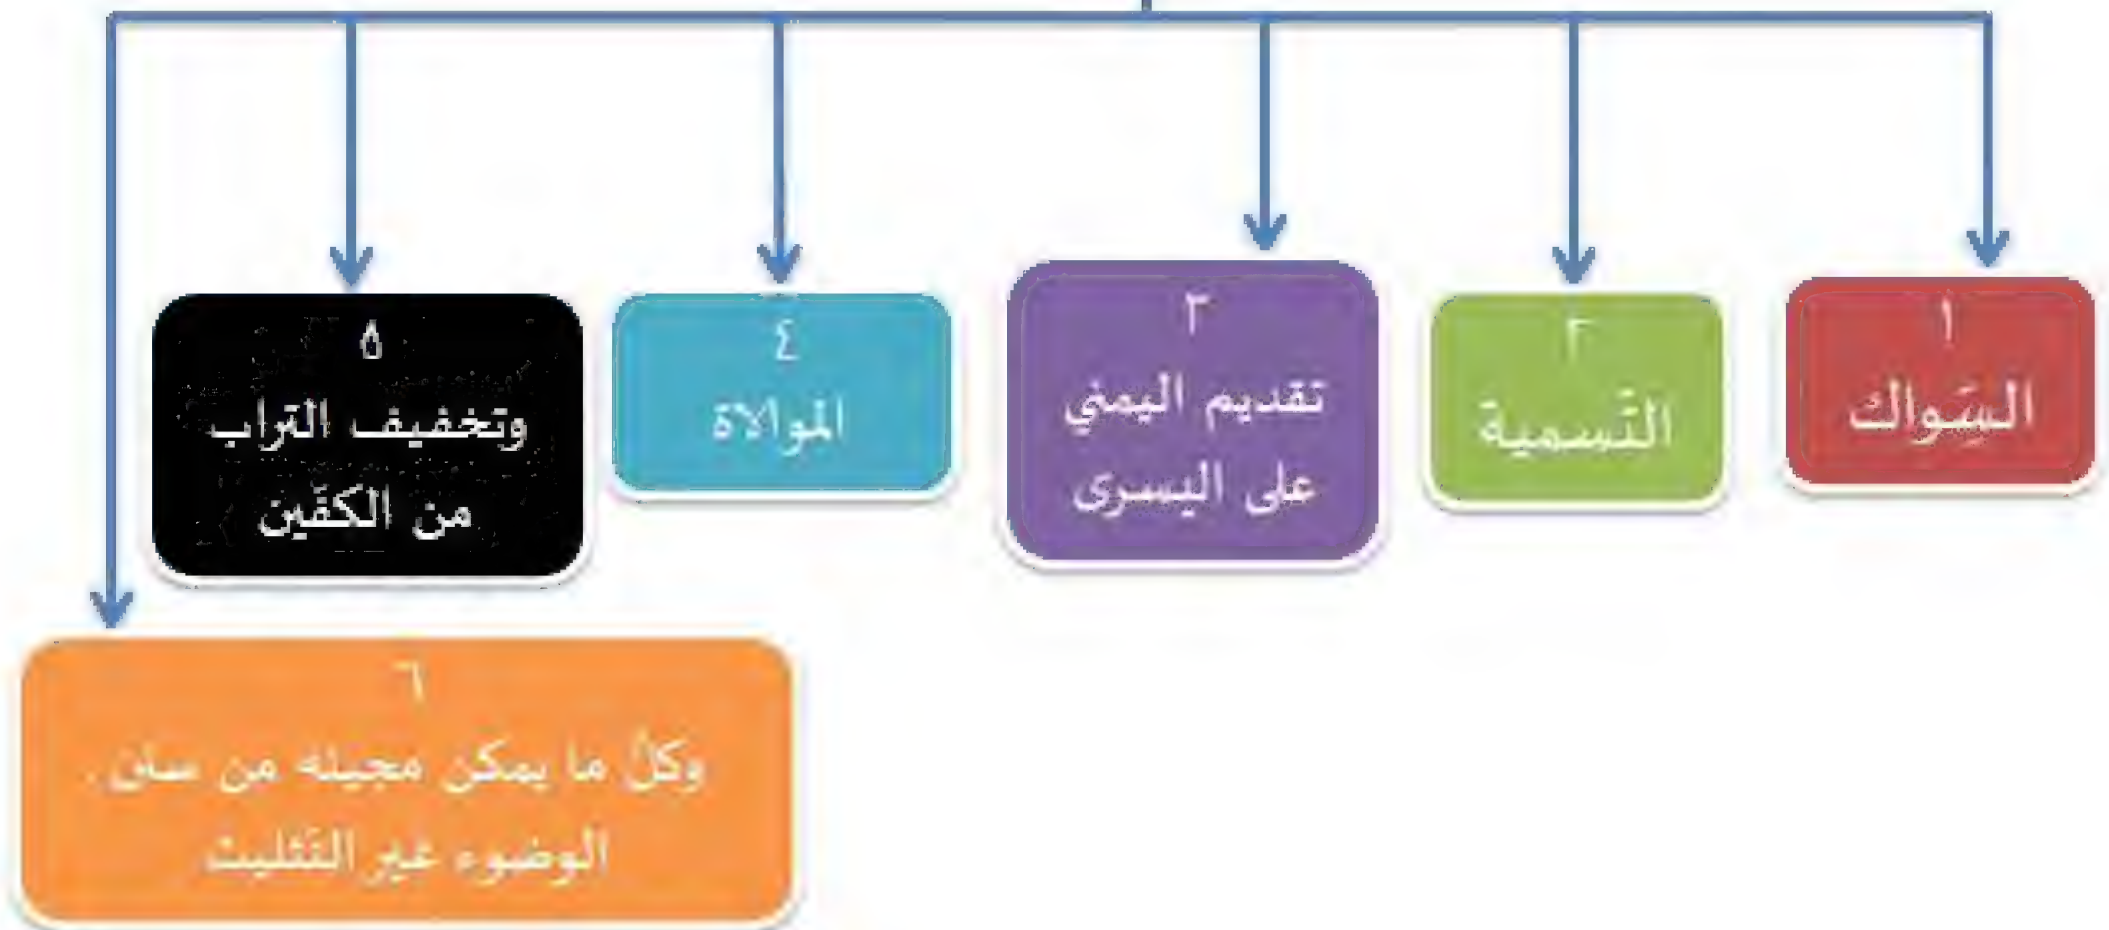 ١
السِّواك
٢
التّسمية
٣
تقديم اليمني
على اليسرى
٤
الموالاة
٥
وتخفيف التراب
من الكفّين
٦
وكلّ ما يمكن مجيئه من سنن
الوضوء غير التّثليث